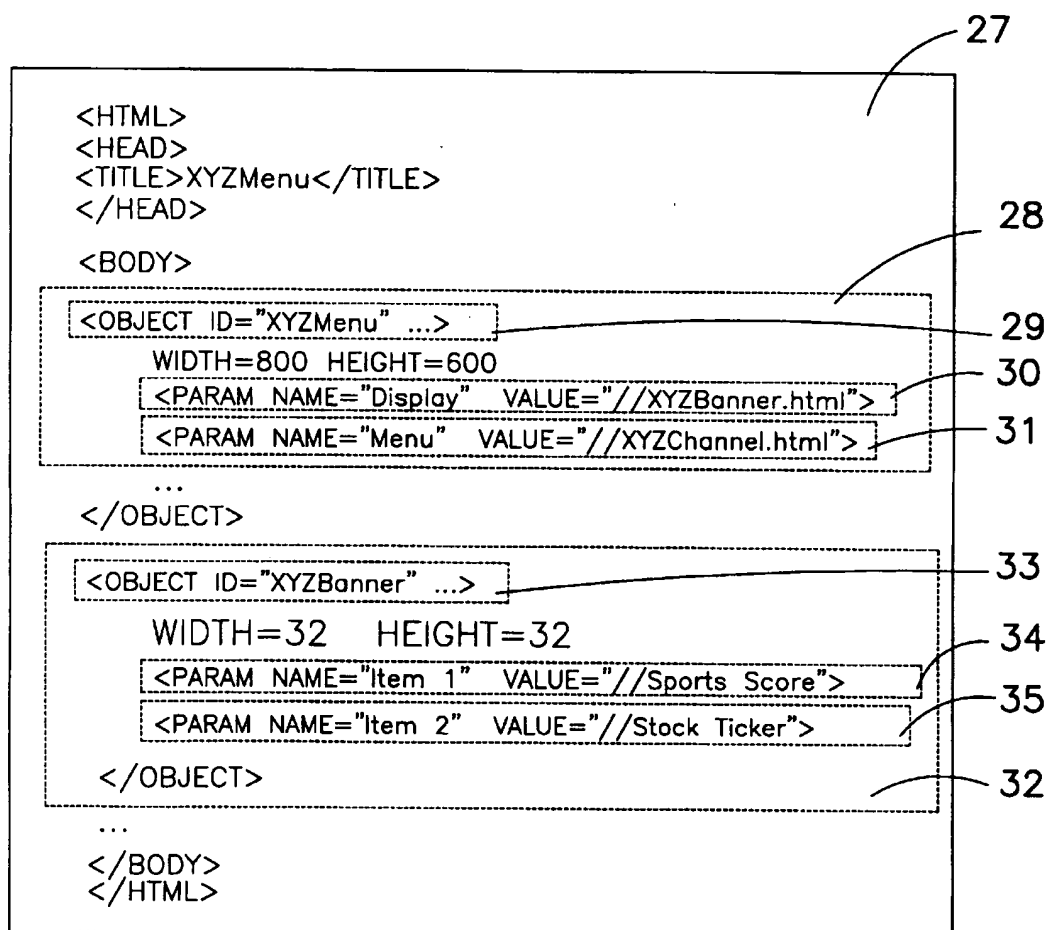 27
<HTML>
<HEAD>
<TITLE>XYZMenu</TITLE>
</HEAD>
28
<BODY>
<OBJECT ID="XYZMenu" ...>
29
WIDTH=800 HEIGHT=600
30
<PARAM NAME="Display" VALUE="//XYZBanner.html">
<PARAM NAME="Menu" VALUE="//XYZChannel.html">
31
...
</OBJECT>
<OBJECT ID="XYZBanner" ...>
33
WIDTH=32 HEIGHT=32
34
<PARAM NAME="Item 1" VALUE="//Sports Score">
35
<PARAM NAME="Item 2" VALUE="//Stock Ticker">
</OBJECT>
32
...
</BODY>
</HTML>